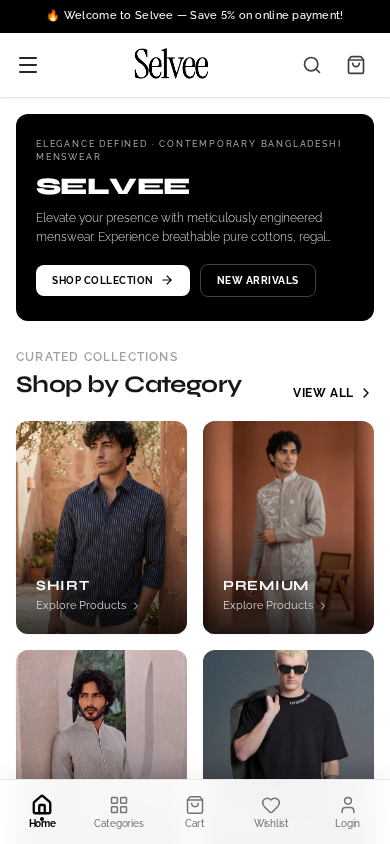 🔥 Welcome to Selvee — Save 5% on online payment!
Selvee
ELEGANCE DEFINED · CONTEMPORARY BANGLADESHI
MENSWEAR
SELVEE
Elevate your presence with meticulously engineered
menswear. Experience breathable pure cottons, regal...
SHOP COLLECTION
NEW ARRIVALS
CURATED COLLECTIONS
Shop by Category
VIEW ALL
SHIRT
Explore Products
PREMIUM
Explore Products
Home
Categories
Cart
Wishlist
Login